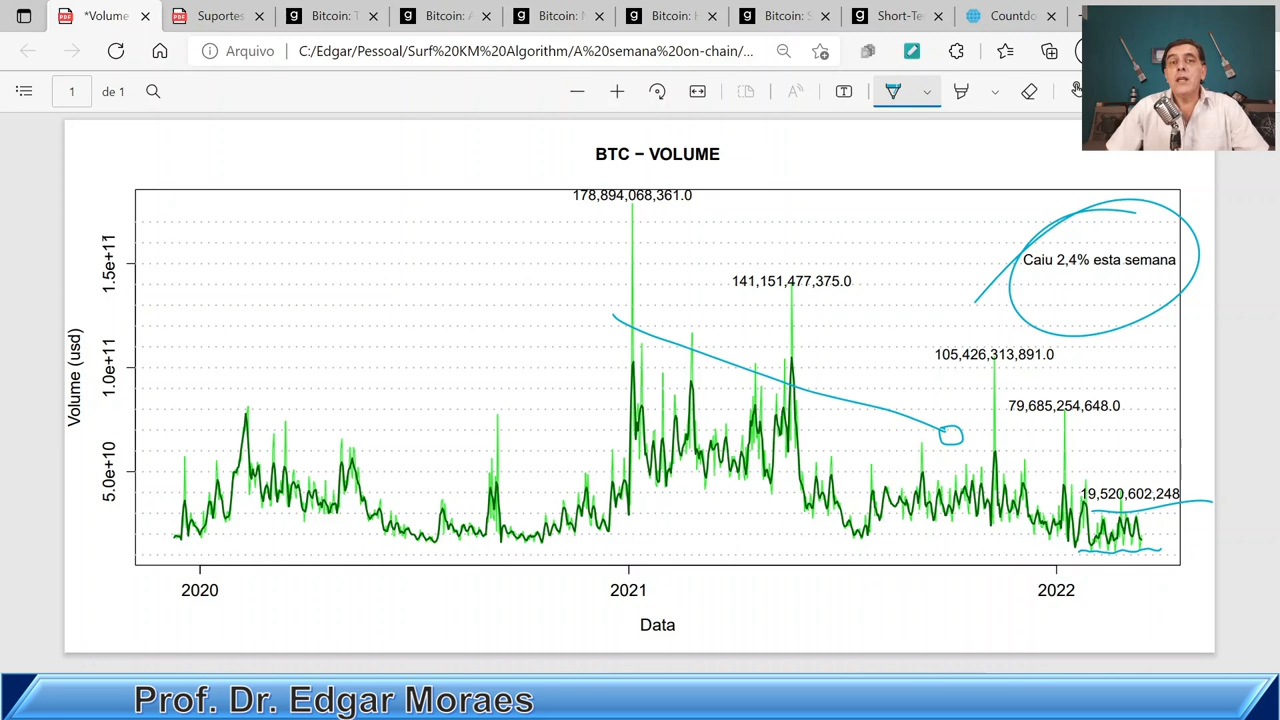 *Volume
Suportes
Bitcoin: T
Bitcoin: A
Bitcoin: 
Bitcoin: 
Bitcoin: S
Short-Te
Countdo
Arquivo
C:/Edgar/Pessoal/Surf%20KM%20Algorithm/A%20semana%20on-chain/...
1
de 1
BTC − VOLUME
178,894,068,361.0
Caiu 2,4% esta semana
141,151,477,375.0
105,426,313,891.0
79,685,254,648.0
19,520,602,248
Volume (usd)
1.5e+11
1.0e+11
5.0e+10
2020
2021
2022
Data
Prof. Dr. Edgar Moraes